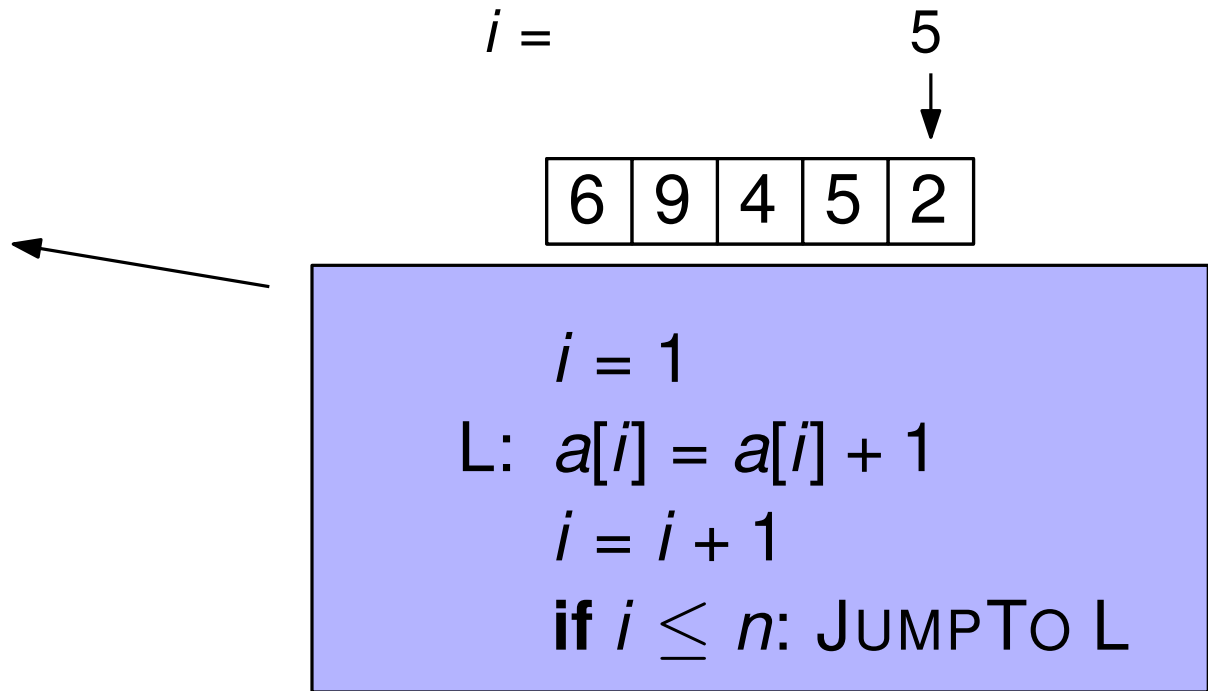 i = 5
6 9 4 5 2
i = 1
L: a[i] = a[i] + 1
i = i + 1
if i ≤ n: JUMPTO L